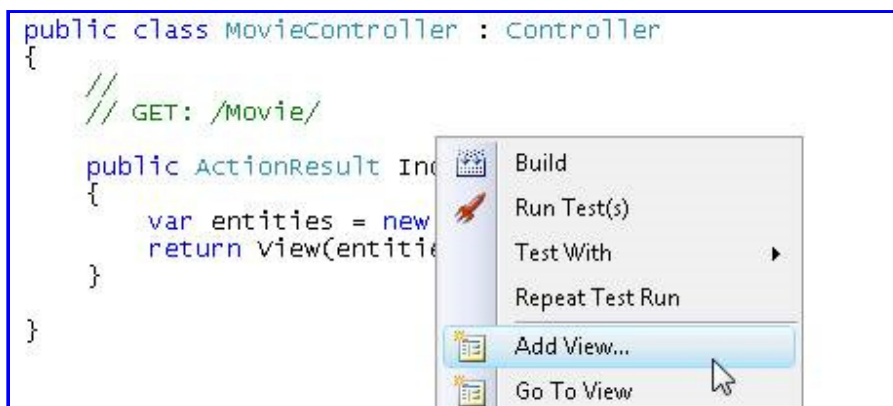 public class MovieController : Controller
{
//
// GET: /Movie/
public ActionResult Ind
{
var entities = new
return View(entitie
}
}
Build
Run Test(s)
Test With
Repeat Test Run
Add View...
Go To View